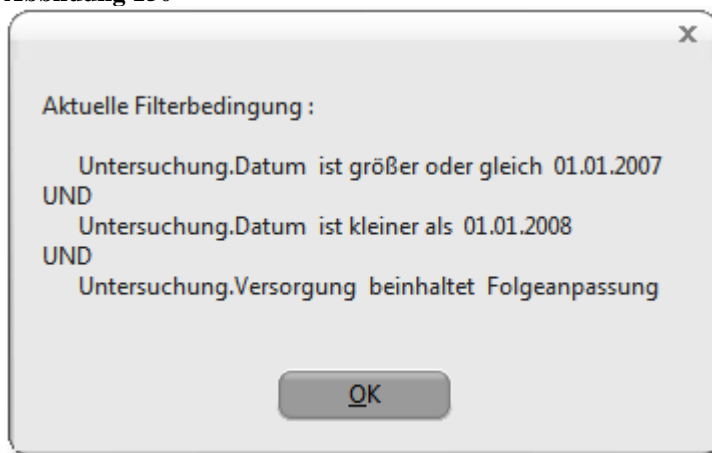 x
Aktuelle Filterbedingung :
Untersuchung.Datum ist größer oder gleich 01.01.2007
UND
Untersuchung.Datum ist kleiner als 01.01.2008
UND
Untersuchung.Versorgung beinhaltet Folgeanpassung
OK